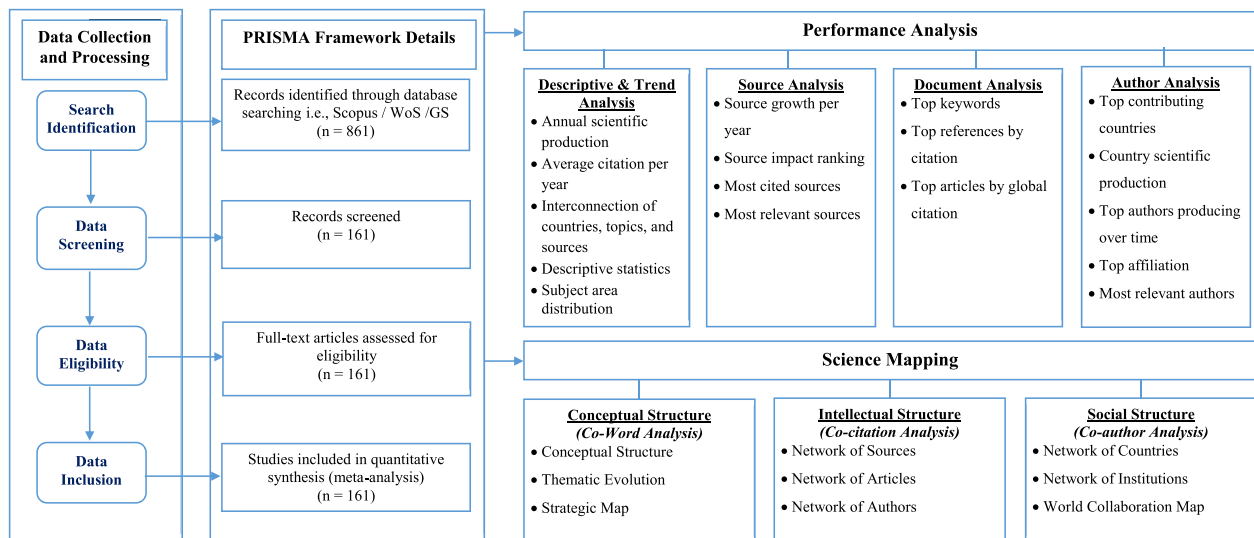 Data Collection
and Processing
Search
Identification
Data
Screening
Data
Eligibility
Data
Inclusion
PRISMA Framework Details
Records identified through database
searching i.e., Scopus / WoS /GS
(n = 861)
Records screened
(n = 161)
Full-text articles assessed for
eligibility
(n = 161)
Studies included in quantitative
synthesis (meta-analysis)
(n = 161)
Performance Analysis
Descriptive & Trend
Analysis
• Annual scientific
production
• Average citation per
year
• Interconnection of
countries, topics, and
sources
• Descriptive statistics
• Subject area
distribution
Source Analysis
• Source growth per
year
• Source impact ranking
• Most cited sources
• Most relevant sources
Document Analysis
• Top keywords
• Top references by
citation
• Top articles by global
citation
Author Analysis
• Top contributing
countries
• Country scientific
production
• Top authors producing
over time
• Top affiliation
• Most relevant authors
Science Mapping
Conceptual Structure
(Co-Word Analysis)
• Conceptual Structure
• Thematic Evolution
• Strategic Map
Intellectual Structure
(Co-citation Analysis)
• Network of Sources
• Network of Articles
• Network of Authors
Social Structure
(Co-author Analysis)
• Network of Countries
• Network of Institutions
• World Collaboration Map